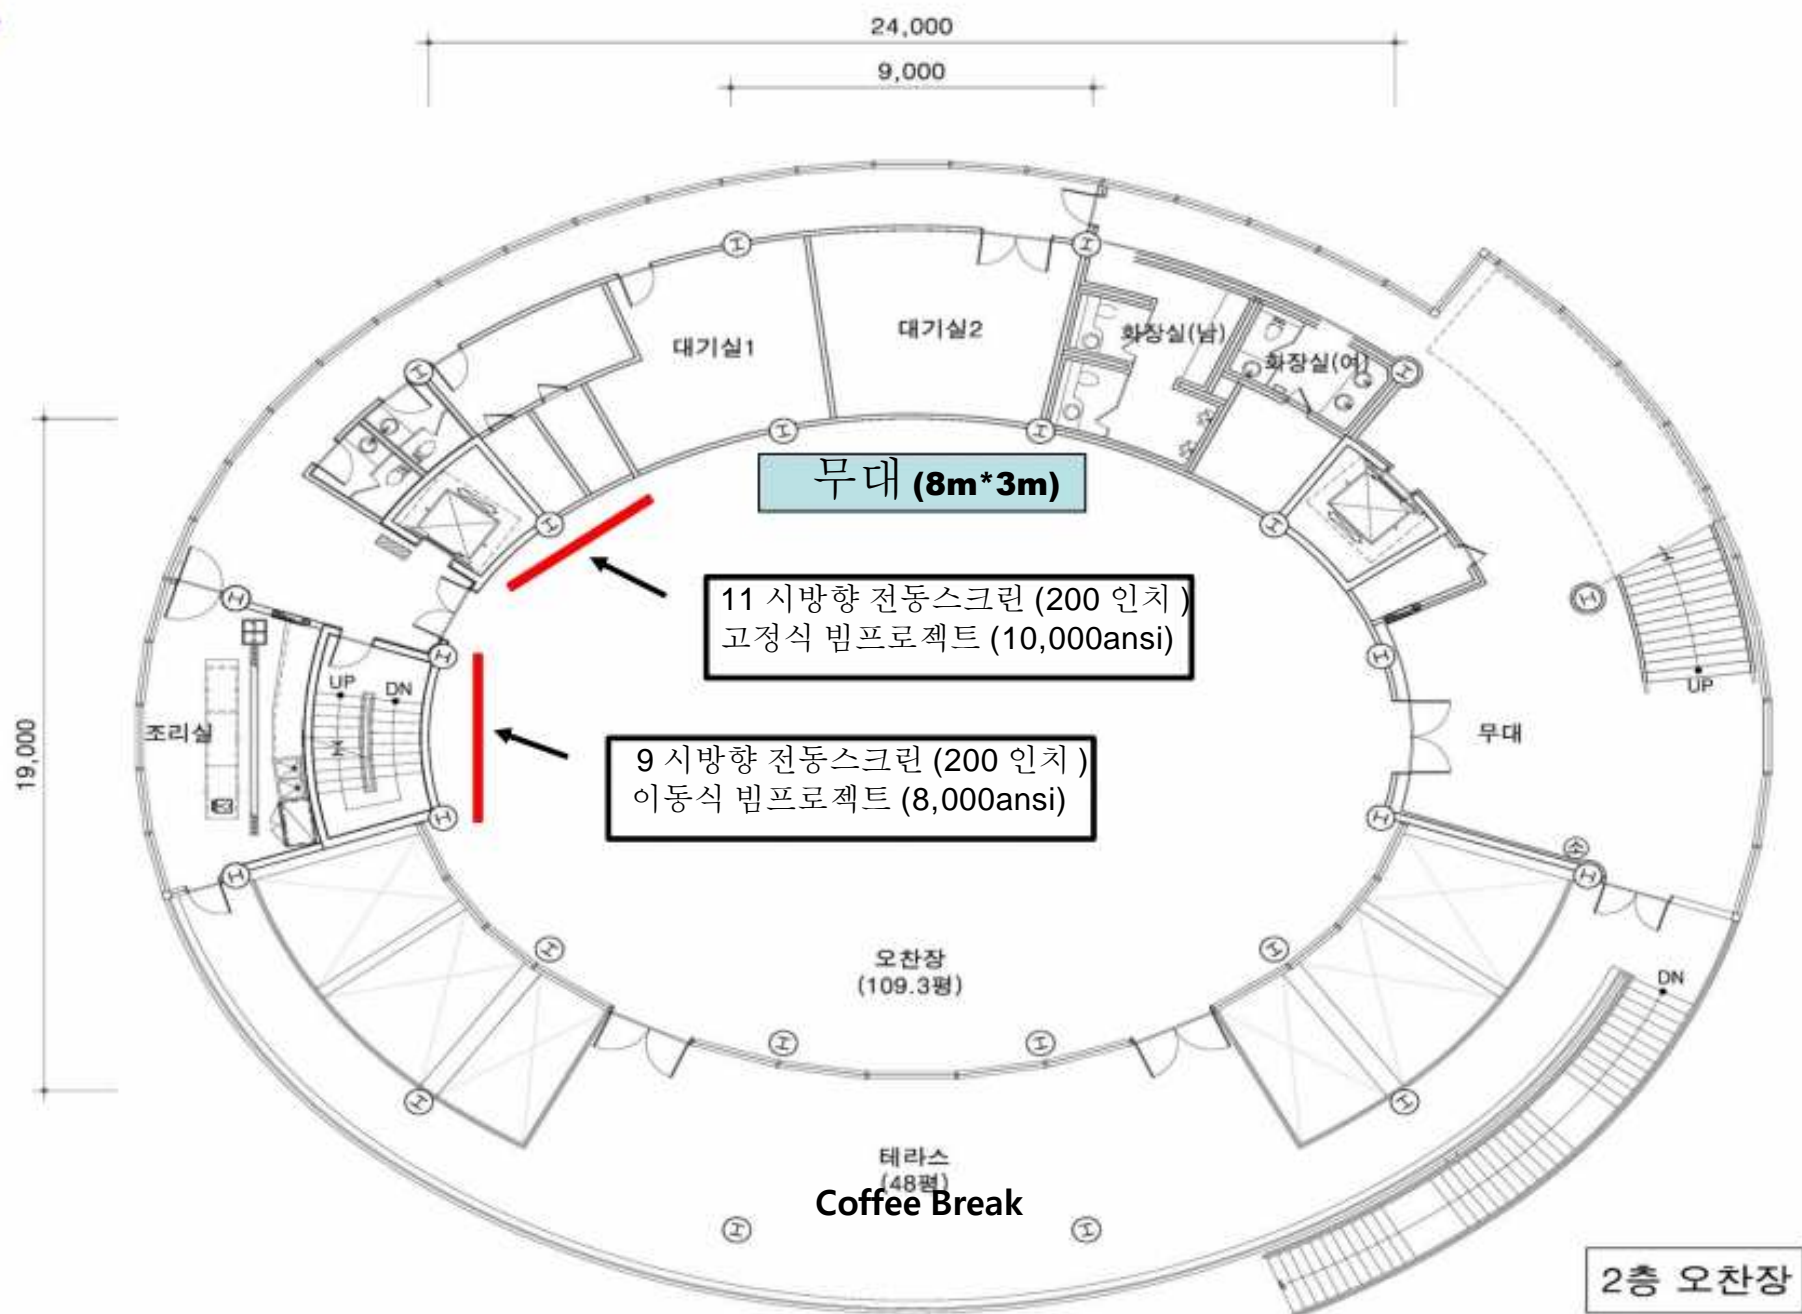 24,000
9,000
대기실1
대기실2
화장실(남)
화장실(여)
무대 (8m*3m)
11 시방향 전동스크린 (200 인치 )
고정식 빔프로젝트 (10,000ansi)
UP
DN
조리실
19,000
9 시방향 전동스크린 (200 인치 )
이동식 빔프로젝트 (8,000ansi)
UP
무대
오찬장
(109.3평)
DN
테라스
(48평)
Coffee Break
2층 오찬장